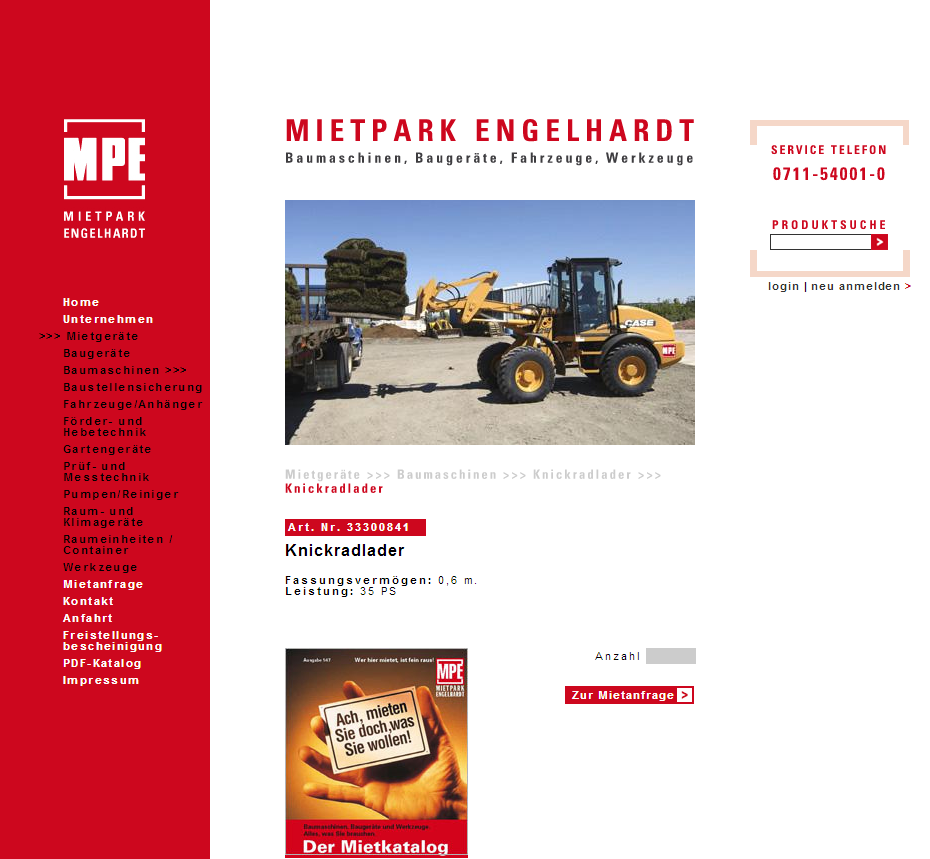 MPE
MIETPARK
ENGELHARDT
Home
Unternehmen
>>> Mietgeräte
Baugeräte
Baumaschinen >>>
Baustellensicherung
Fahrzeuge/Anhänger
Förder- und
Hebetechnik
Gartengeräte
Prüf- und
Messtechnik
Pumpen/Reiniger
Raum- und
Klimageräte
Raumeinheiten /
Container
Werkzeuge
Mietanfrage
Kontakt
Anfahrt
Freistellungs-
bescheinigung
PDF-Katalog
Impressum
MIETPARK ENGELHARDT
Baumaschinen, Baugeräte, Fahrzeuge, Werkzeuge
CASE
MPE
Mietgeräte >>> Baumaschinen >>> Knickradlader >>>
Knickradlader
Art. Nr. 33300841
Knickradlader
Fassungsvermögen: 0,6 m.
Leistung: 35 PS
Anzahl
Zur Mietanfrage >
Ausgabe 147
Wer hier mietet, ist fein raus!
MPE
MIETPARK
ENGELHARDT
Ach, mieten
Sie doch, was
Sie wollen!
Baumaschinen, Baugeräte und Werkzeuge.
Alles, was Sie brauchen.
Der Mietkatalog
SERVICE TELEFON
0711-54001-0
PRODUKTSUCHE
>
login | neu anmelden >